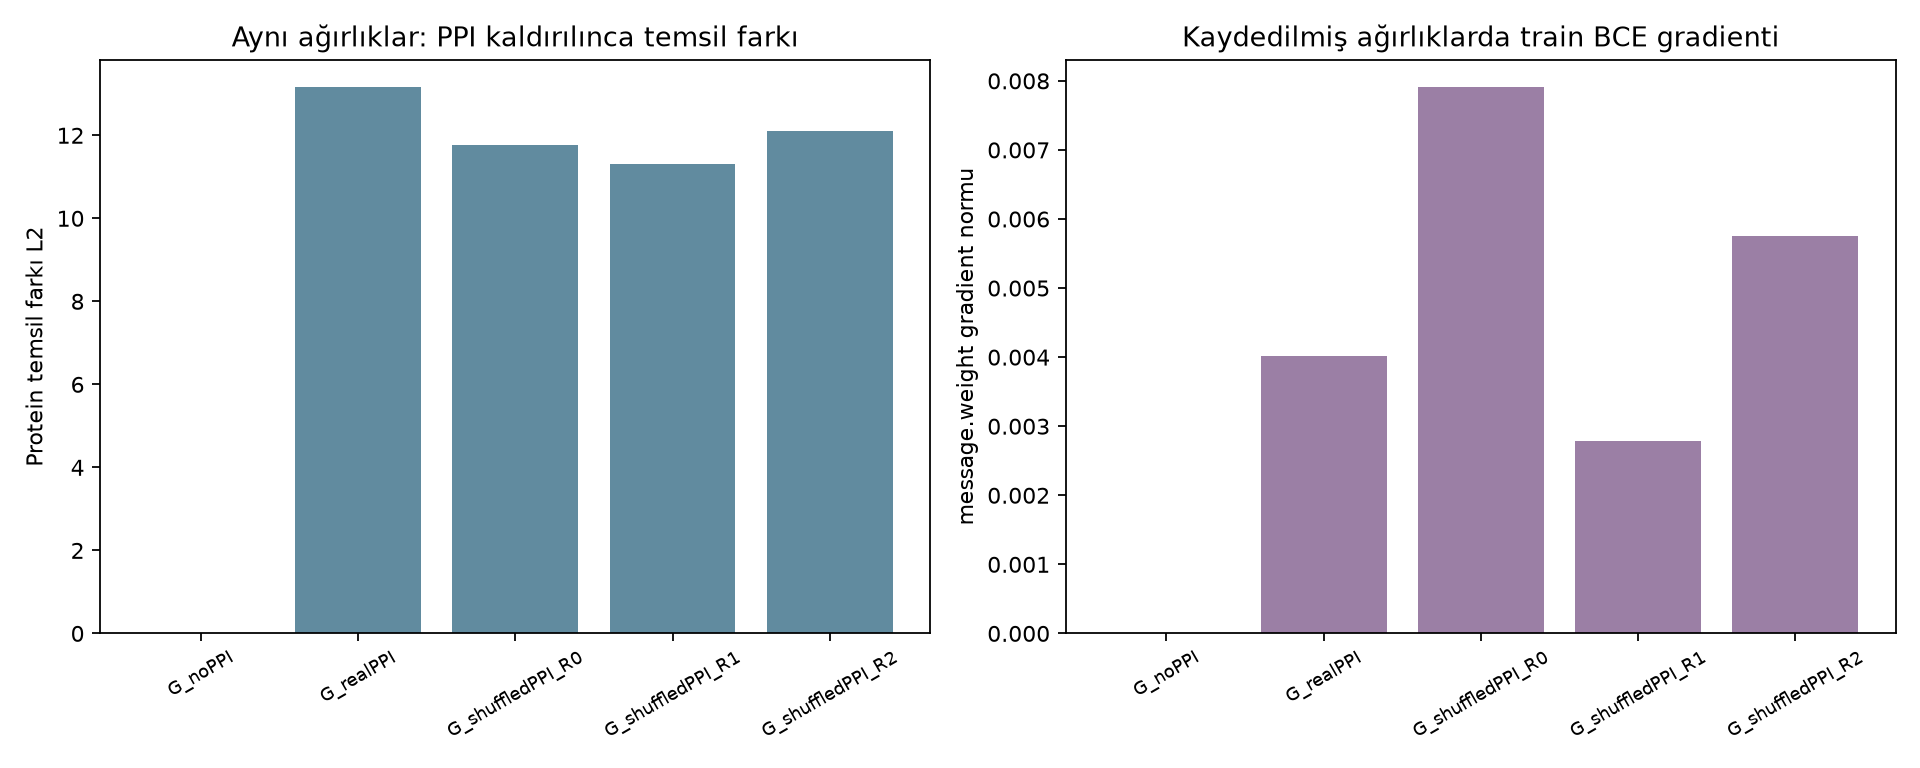 Aynı ağırlıklar: PPI kaldırılınca temsil farkı
Protein temsil farkı L2
12
10
8
6
4
2
0
G_noPPI
G_realPPI
G_shuffledPPI_R0
G_shuffledPPI_R1
G_shuffledPPI_R2
Kaydedilmiş ağırlıklarda train BCE gradienti
message.weight gradient normu
0.008
0.007
0.006
0.005
0.004
0.003
0.002
0.001
0.000
G_noPPI
G_realPPI
G_shuffledPPI_R0
G_shuffledPPI_R1
G_shuffledPPI_R2